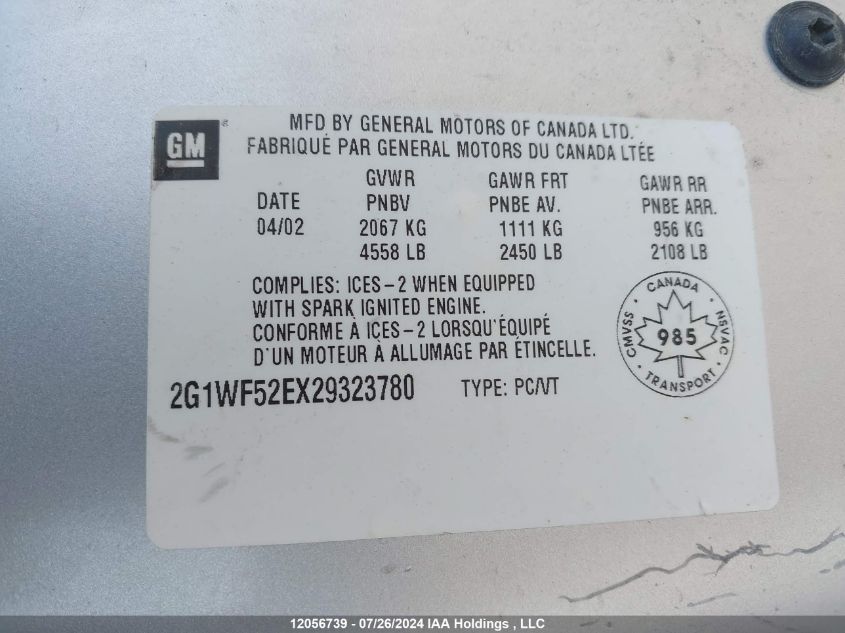 GM ®
MFD BY GENERAL MOTORS OF CANADA LTD.
FABRIQUÉ PAR GENERAL MOTORS DU CANADA LTÉE
GVWR GAWR FRT GAWR RR
DATE PNBV PNBE AV. PNBE ARR.
04/02 2067 KG 1111 KG 956 KG
4558 LB 2450 LB 2108 LB
COMPLIES: ICES-2 WHEN EQUIPPED
WITH SPARK IGNITED ENGINE.
CONFORME À ICES-2 LORSQU'ÉQUIPÉ
D'UN MOTEUR À ALLUMAGE PAR ÉTINCELLE.
CANADA
CMVSS 985 NSVAC
TRANSPORT
2G1WF52EX29323780 TYPE: PC/VT
12056739 - 07/26/2024 IAA Holdings , LLC